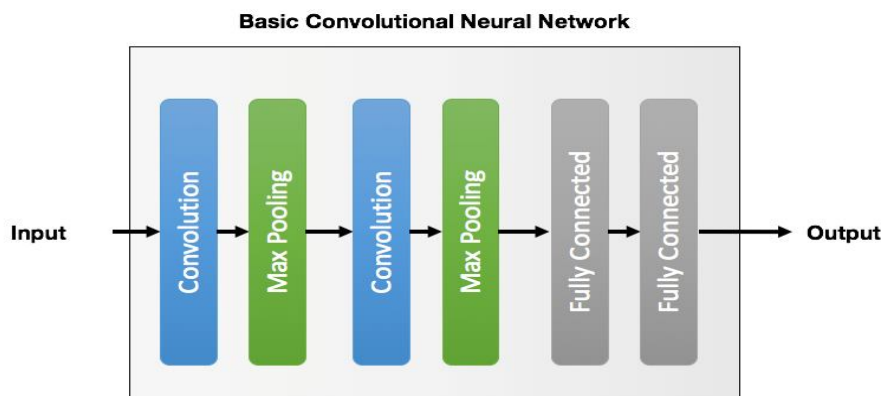 Basic Convolutional Neural Network
Input
Convolution
Max Pooling
Convolution
Max Pooling
Fully Connected
Fully Connected
Output